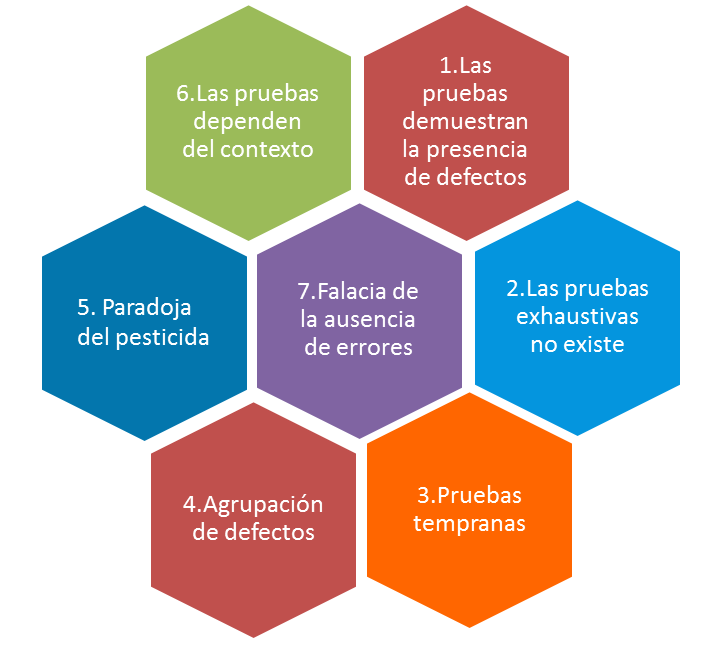 1.Las
pruebas
demuestran
la presencia
de defectos
2.Las pruebas
exhaustivas
no existe
3.Pruebas
tempranas
4.Agrupación
de defectos
5. Paradoja
del pesticida
6.Las pruebas
dependen
del contexto
7.Falacia de
la ausencia
de errores